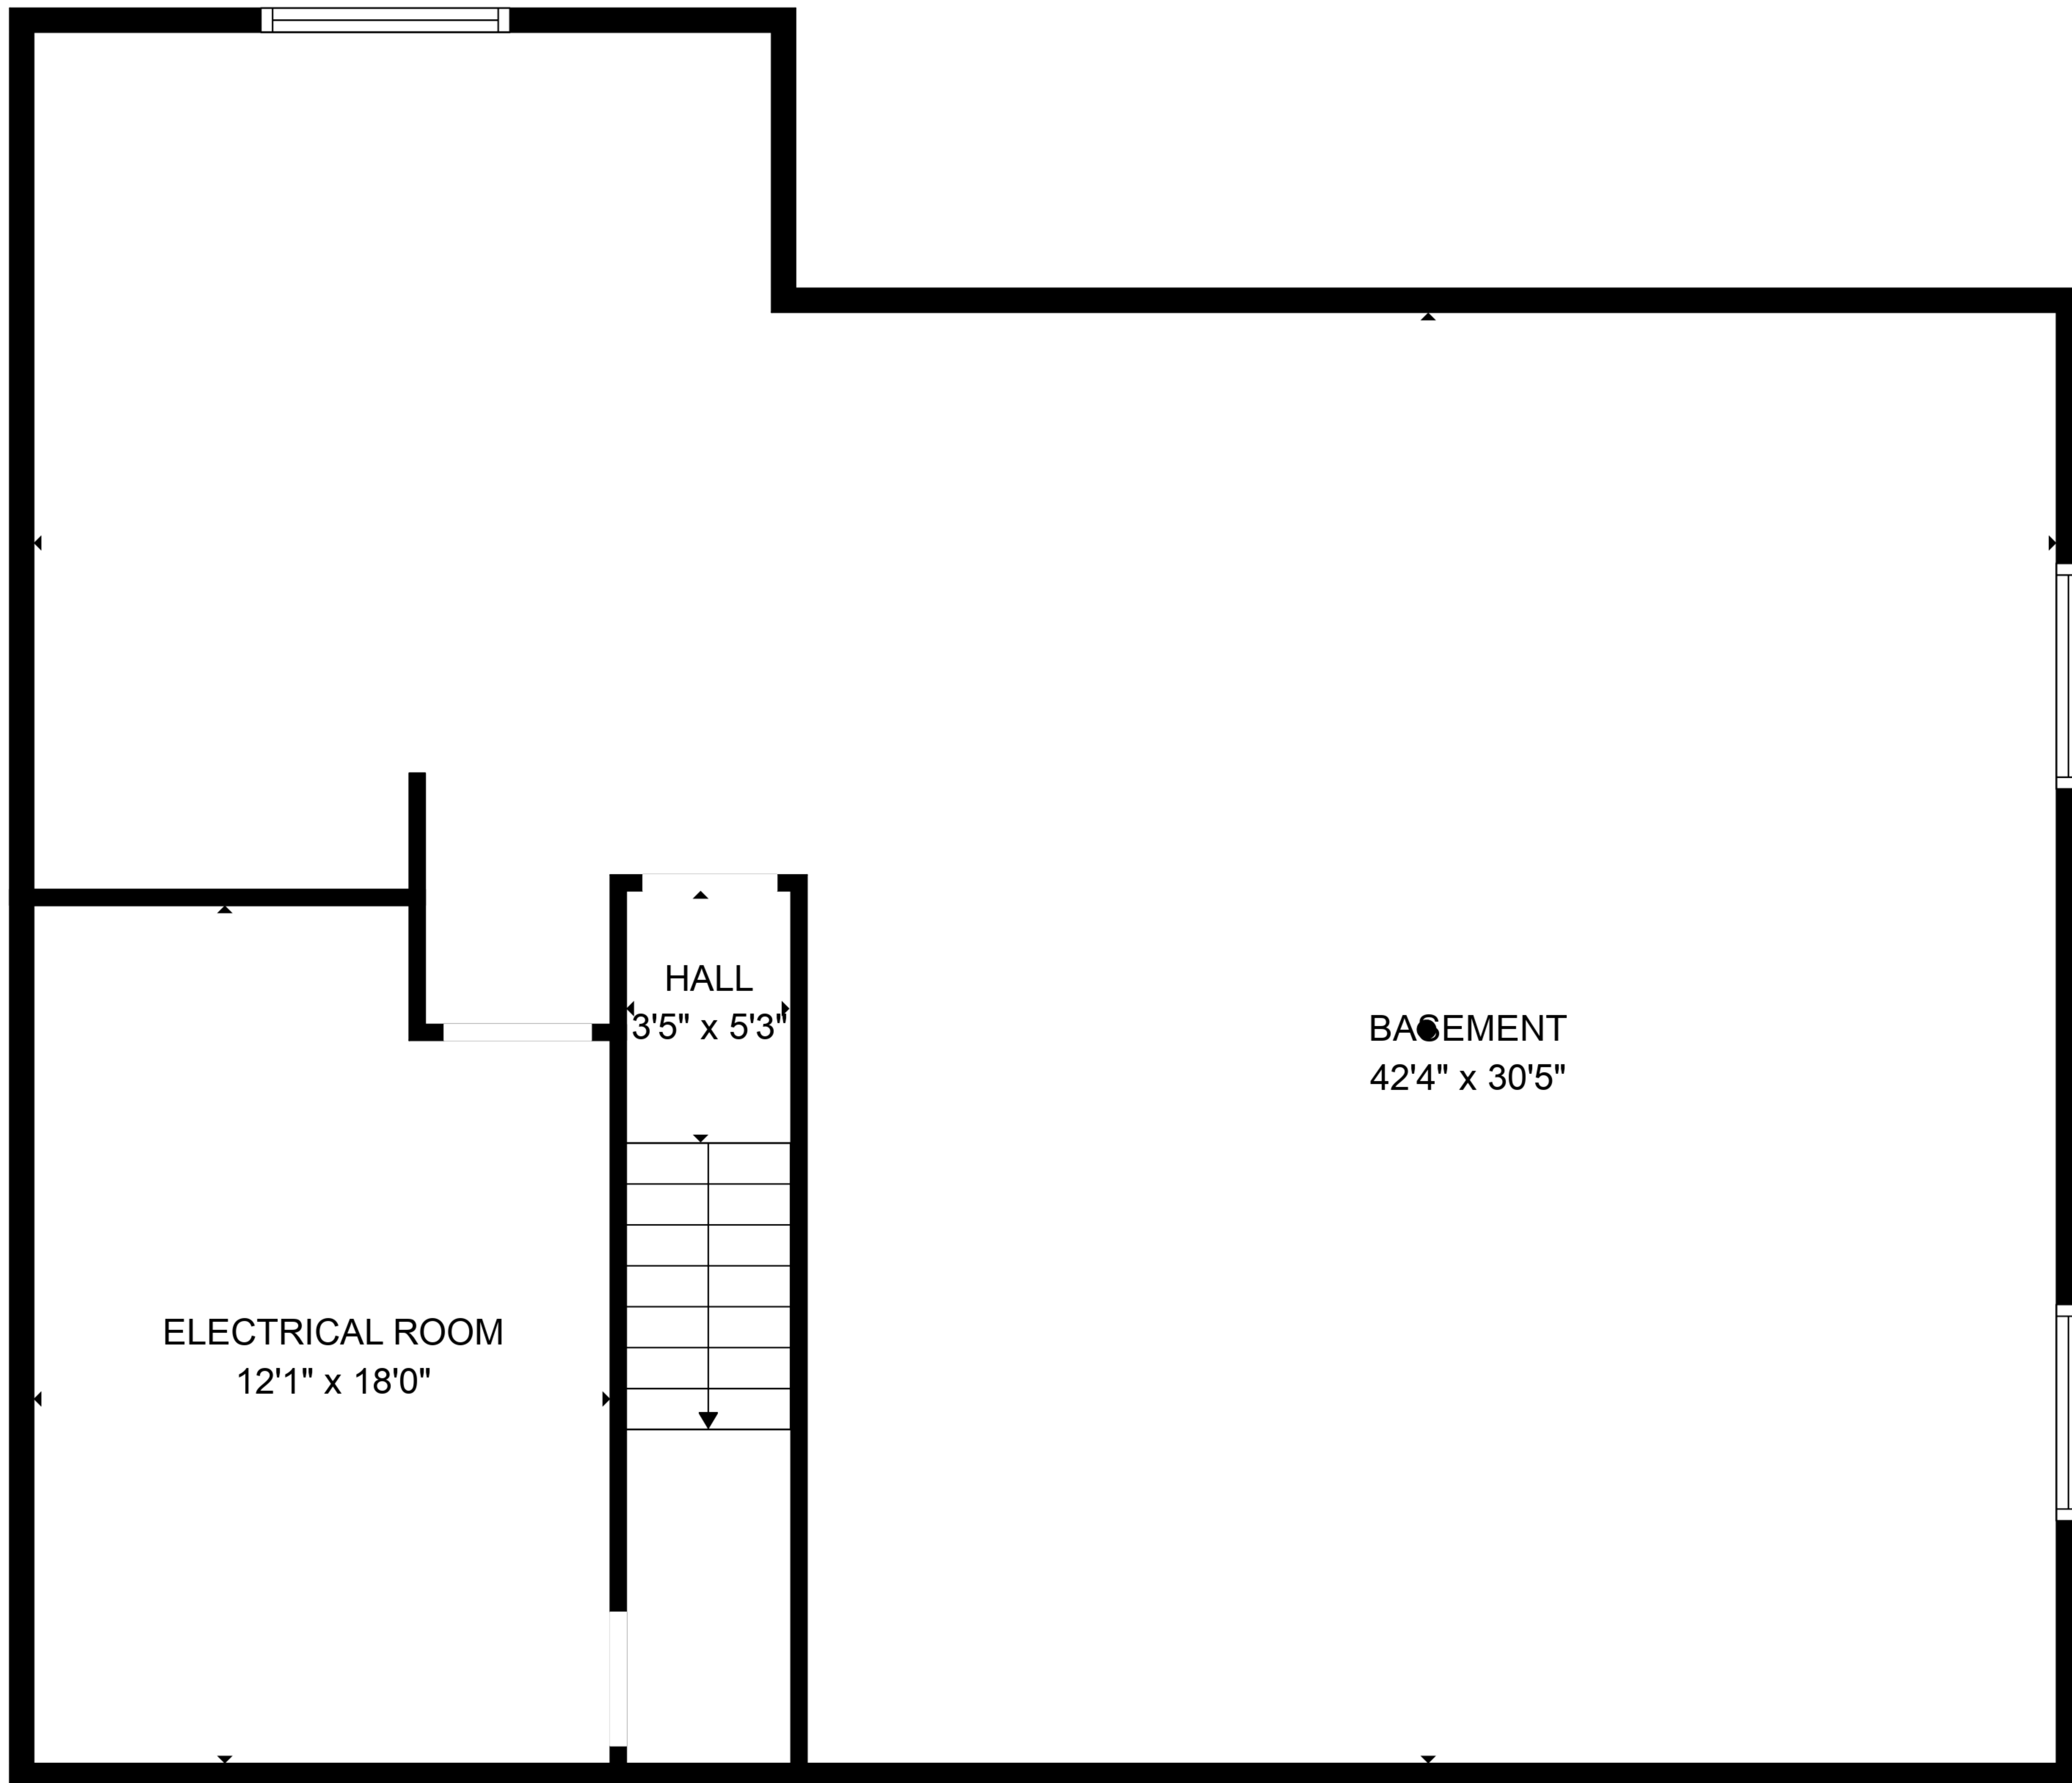 HALL
3'5" x 5'3"
BASEMENT
42'4" x 30'5"
ELECTRICAL ROOM
12'1" x 18'0"